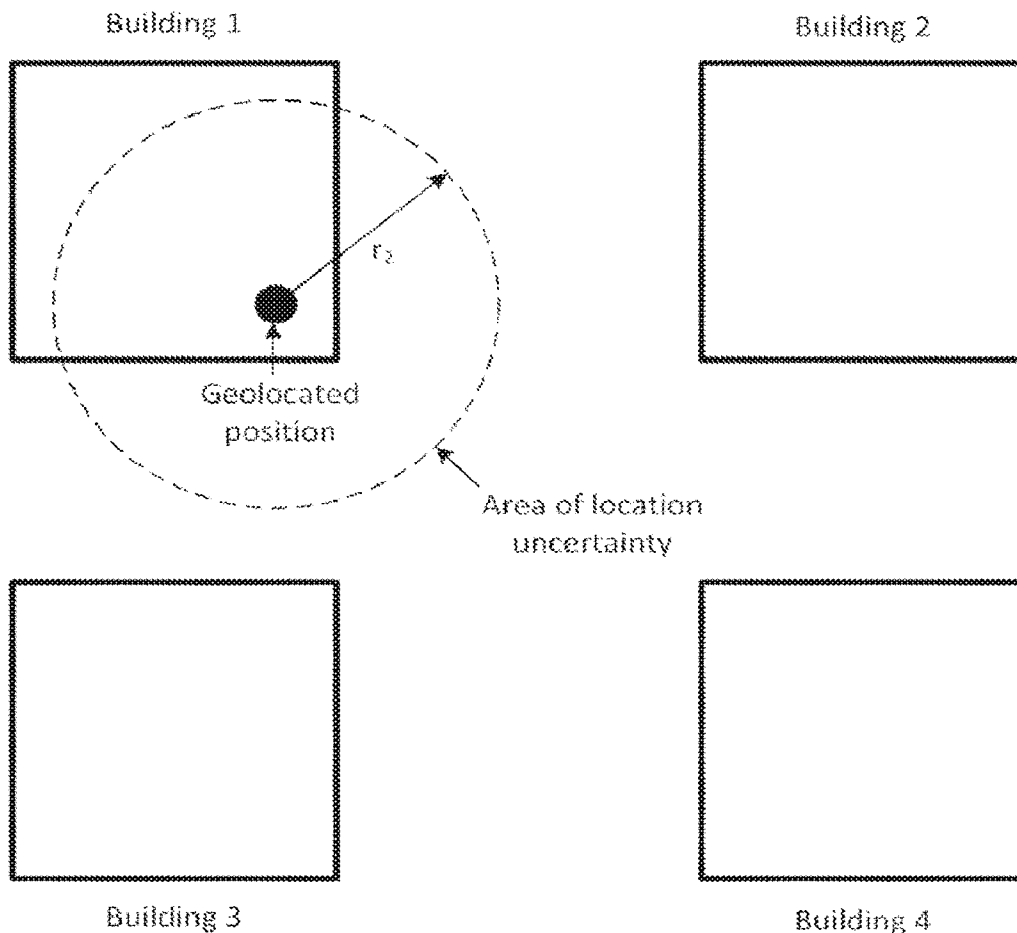 Building 1
Building 2
r₂
Geolocated
position
Area of location
uncertainty
Building 3
Building 4